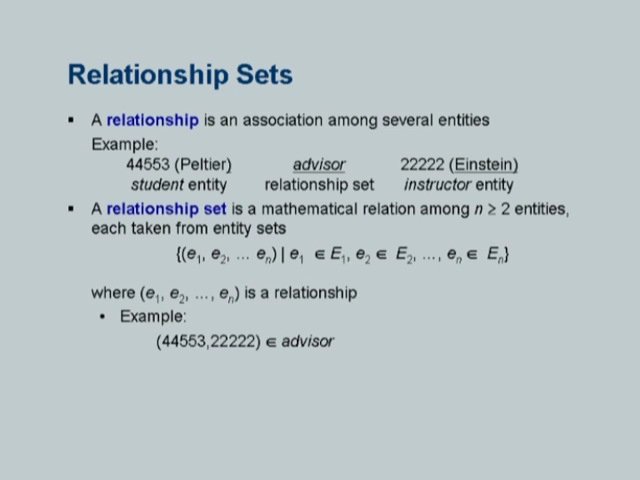 Relationship Sets
▪ A relationship is an association among several entities
Example:
44553 (Peltier) advisor 22222 (Einstein)
student entity relationship set instructor entity
▪ A relationship set is a mathematical relation among n ≥ 2 entities,
each taken from entity sets
{(e₁, e₂, ... eₙ) | e₁ ∈ E₁, e₂ ∈ E₂, ..., eₙ ∈ Eₙ}
where (e₁, e₂, ..., eₙ) is a relationship
• Example:
(44553,22222) ∈ advisor